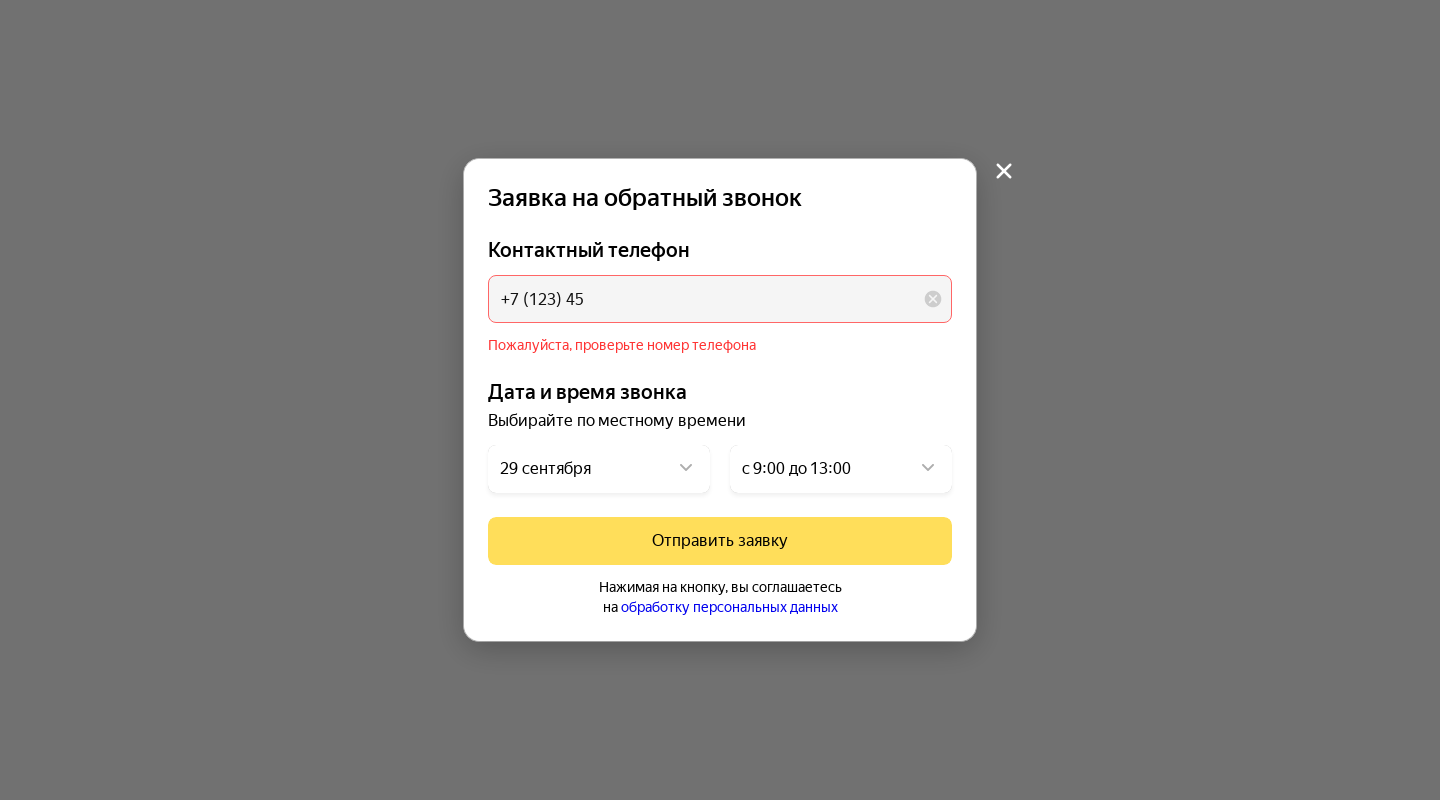 Заявка на обратный звонок
Контактный телефон
+7 (123) 45
Пожалуйста, проверьте номер телефона
Дата и время звонка
Выбирайте по местному времени
29 сентября
с 9:00 до 13:00
Отправить заявку
Нажимая на кнопку, вы соглашаетесь
на обработку персональных данных